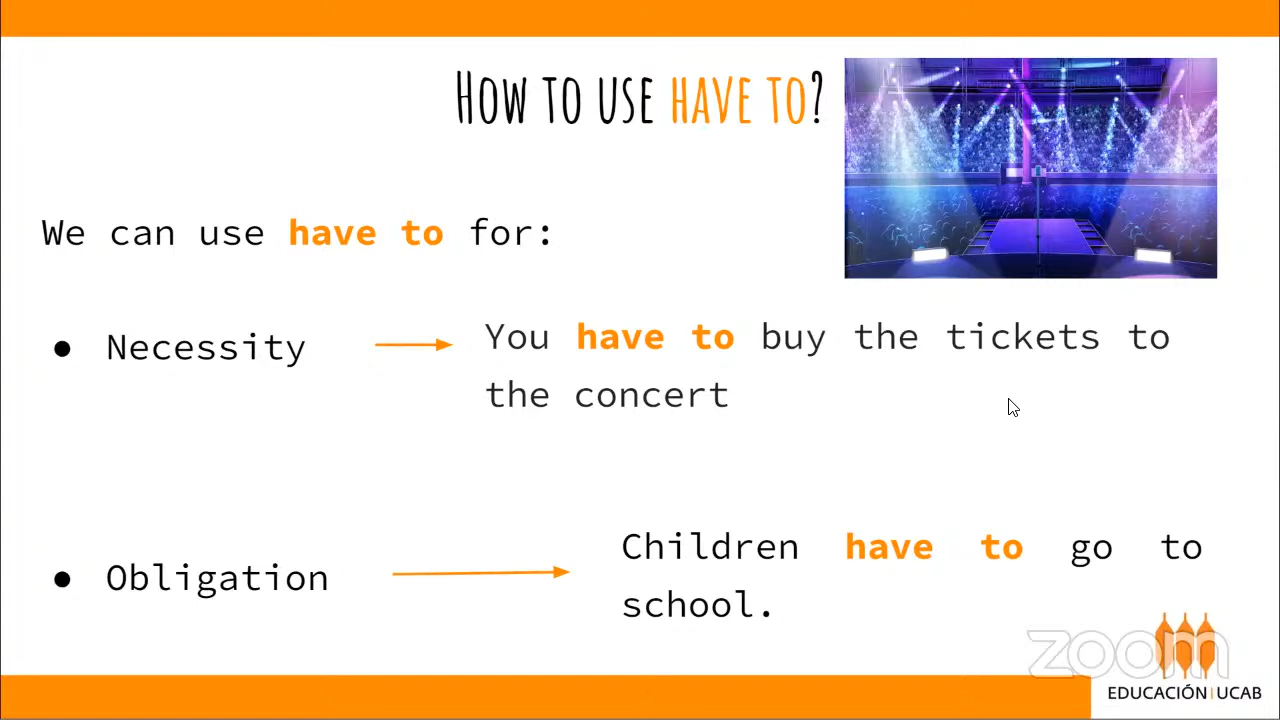 How to use have to?
We can use have to for:
● Necessity
You have to buy the tickets to
the concert
● Obligation
Children have to go to
school.
zoom
EDUCACIÓN | UCAB